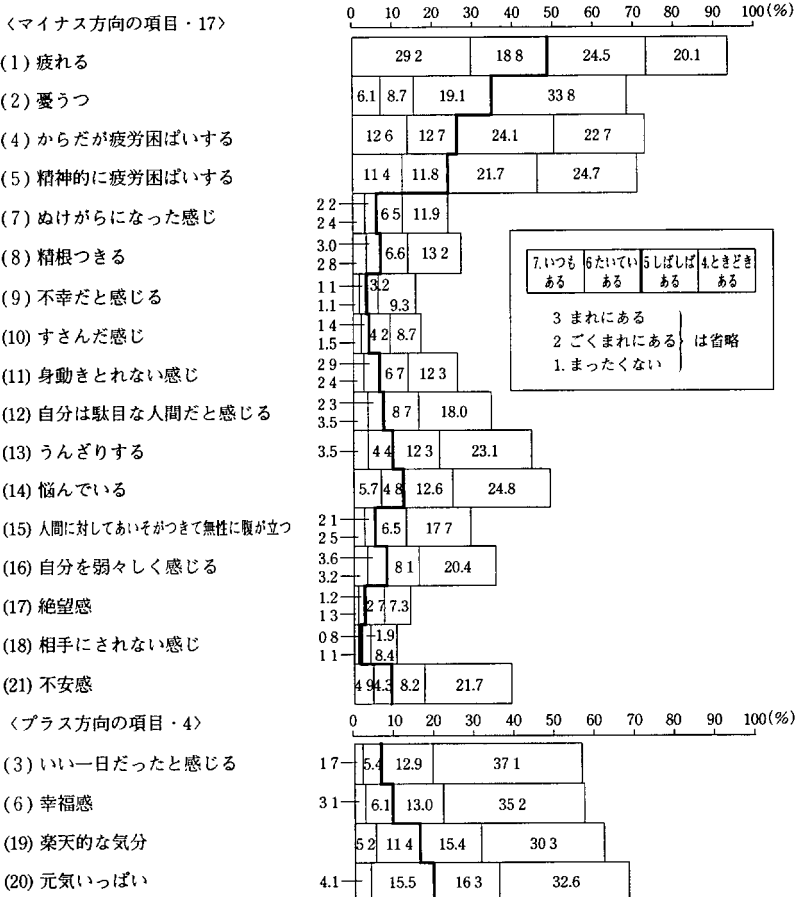 〈マイナス方向の項目・17〉
0 10 20 30 40 50 60 70 80 90 100(%)
(1) 疲れる 29 2 18 8 24.5 20.1
(2) 憂うつ 6.1 8.7 19.1 33 8
(4) からだが疲労困ぱいする 12 6 12 7 24.1 22 7
(5) 精神的に疲労困ぱいする 11 4 11.8 21.7 24.7
(7) ぬけがらになった感じ 2 2 2 4 6 5 11.9
(8) 精根つきる 3.0 2 8 6.6 13 2
(9) 不幸だと感じる 1 1 1.1 3.2 9.3
(10) すさんだ感じ 1 4 1.5 4 2 8.7
(11) 身動きとれない感じ 2 9 2 4 6 7 12 3
(12) 自分は駄目な人間だと感じる 2 3 3.5 8 7 18.0
(13) うんざりする 3.5 4 4 12 3 23.1
(14) 悩んでいる 5.7 4 8 12.6 24.8
(15) 人間に対してあいそがつきて無性に腹が立つ 2 1 2 5 6.5 17 7
(16) 自分を弱々しく感じる 3.6 3.2 8 1 20.4
(17) 絶望感 1.2 1 3 2 7 7.3
(18) 相手にされない感じ 0 8 1 1 1.9 8.4
(21) 不安感 4 9 4.3 8.2 21.7
7.いつもある 6たいていある 5しばしばある 4.ときどきある
3 まれにある
2 ごくまれにある は省略
1. まったくない
〈プラス方向の項目・4〉
0 10 20 30 40 50 60 70 80 90 100(%)
(3) いい一日だったと感じる 1 7 5.4 12.9 37 1
(6) 幸福感 3 1 6.1 13.0 35 2
(19) 楽天的な気分 5 2 11 4 15.4 30 3
(20) 元気いっぱい 4.1 15.5 16 3 32.6